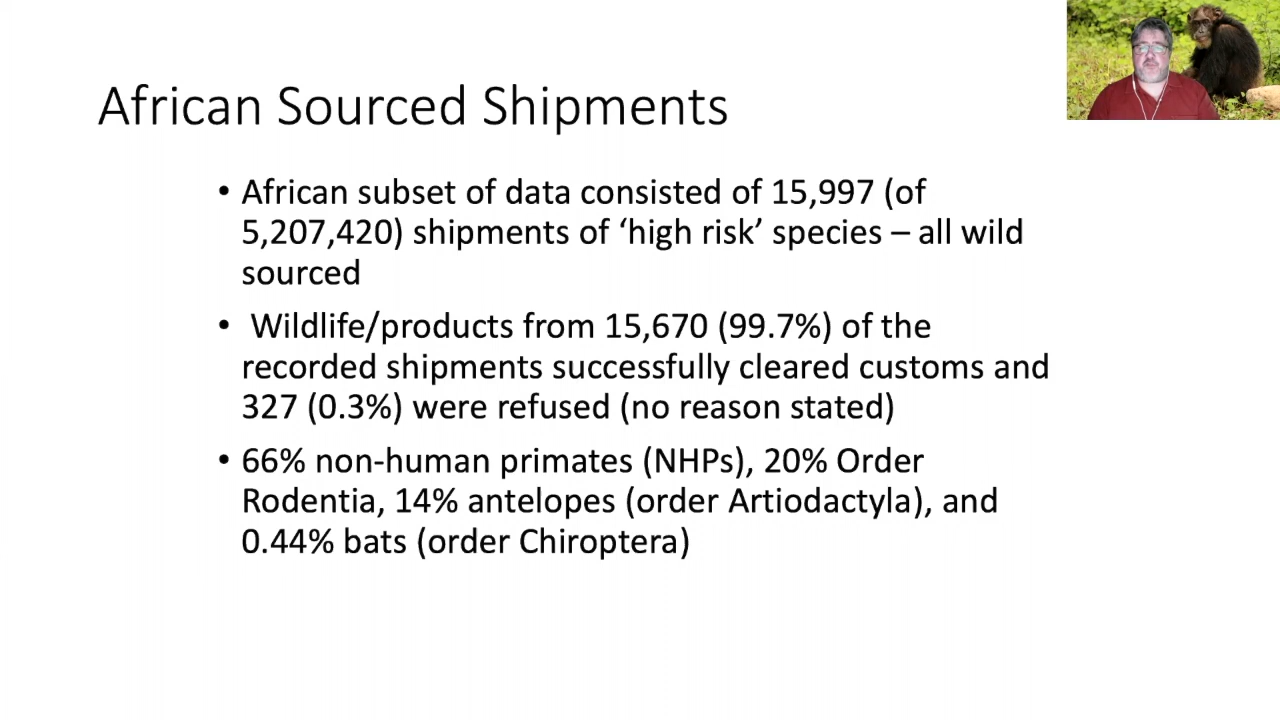 African Sourced Shipments
• African subset of data consisted of 15,997 (of
5,207,420) shipments of ‘high risk’ species – all wild
sourced
• Wildlife/products from 15,670 (99.7%) of the
recorded shipments successfully cleared customs and
327 (0.3%) were refused (no reason stated)
• 66% non-human primates (NHPs), 20% Order
Rodentia, 14% antelopes (order Artiodactyla), and
0.44% bats (order Chiroptera)